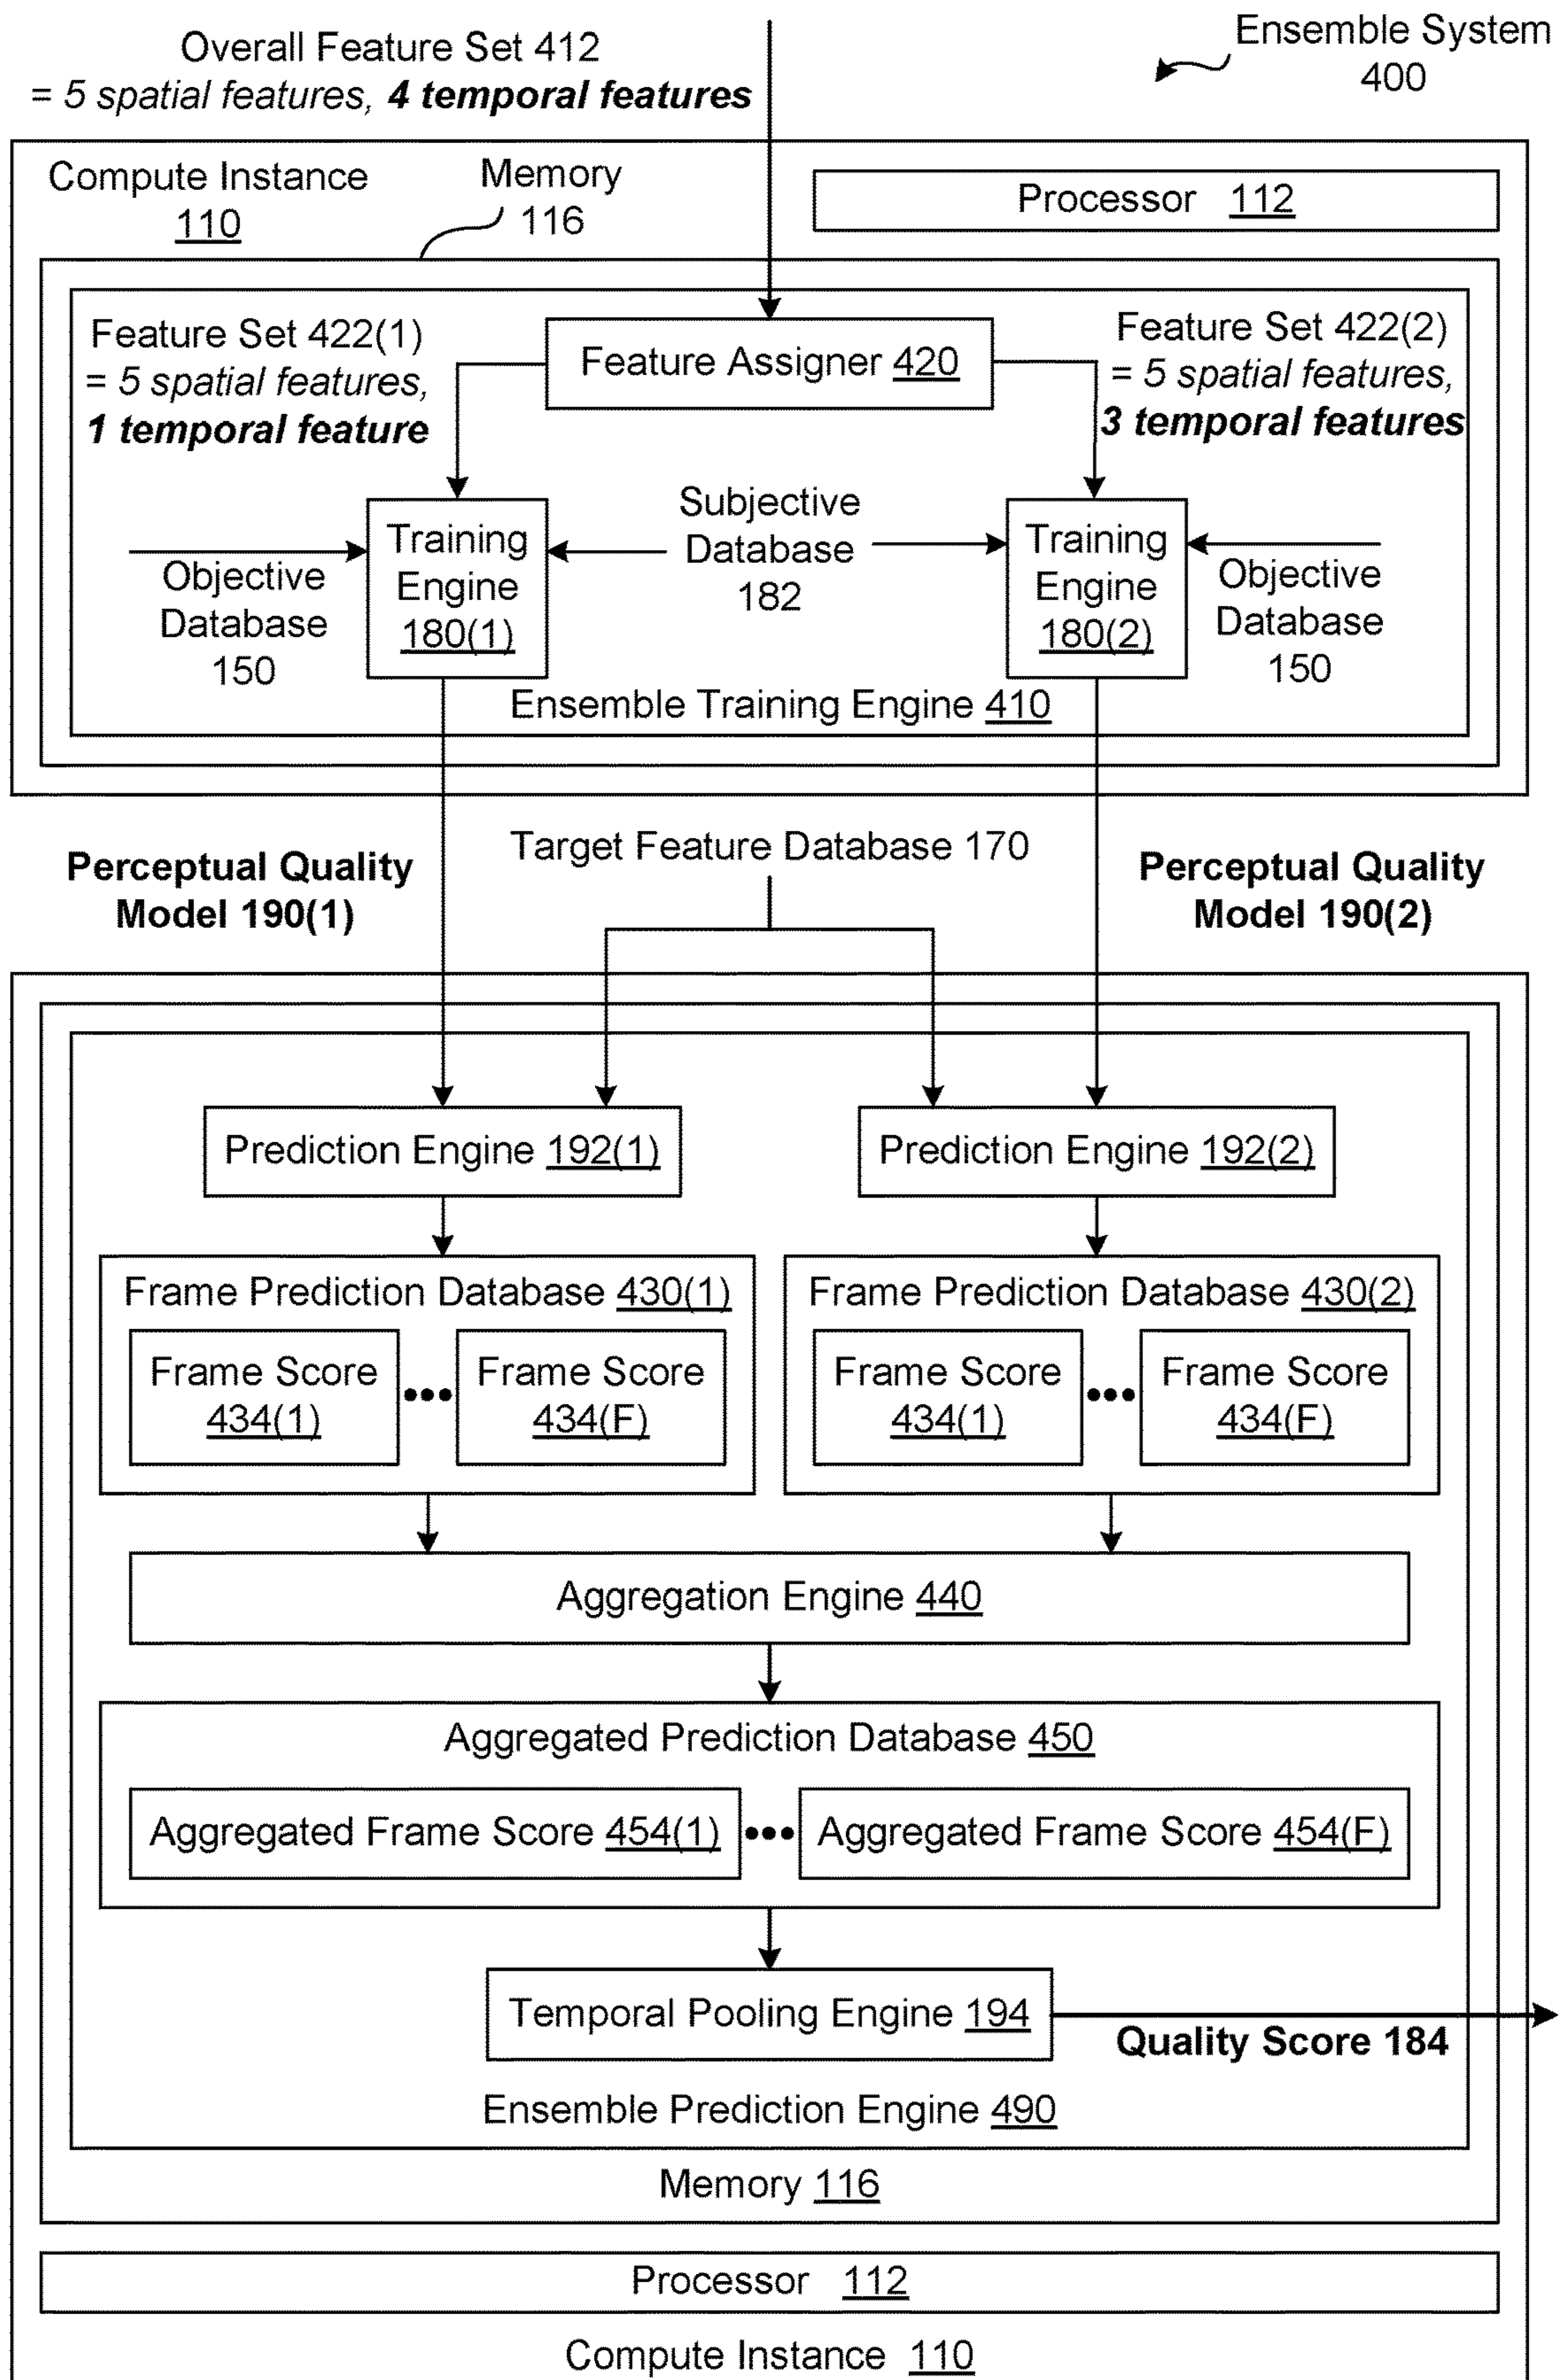 Overall Feature Set 412
= 5 spatial features, 4 temporal features
Ensemble System
400
Compute Instance
110
Memory
116
Processor 112
Feature Set 422(1)
= 5 spatial features,
1 temporal feature
Feature Assigner 420
Feature Set 422(2)
= 5 spatial features,
3 temporal features
Objective
Database
150
Training
Engine
180(1)
Subjective
Database
182
Training
Engine
180(2)
Objective
Database
150
Ensemble Training Engine 410
Perceptual Quality
Model 190(1)
Target Feature Database 170
Perceptual Quality
Model 190(2)
Prediction Engine 192(1)
Prediction Engine 192(2)
Frame Prediction Database 430(1)
Frame Score
434(1)
•••
Frame Score
434(F)
Frame Prediction Database 430(2)
Frame Score
434(1)
•••
Frame Score
434(F)
Aggregation Engine 440
Aggregated Prediction Database 450
Aggregated Frame Score 454(1)
•••
Aggregated Frame Score 454(F)
Temporal Pooling Engine 194
Quality Score 184
Ensemble Prediction Engine 490
Memory 116
Processor 112
Compute Instance 110